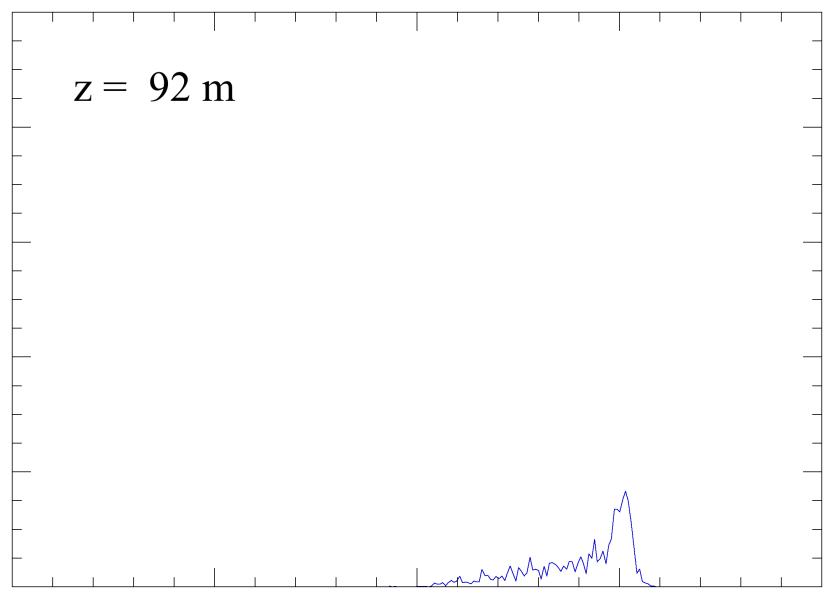 z =  92 m